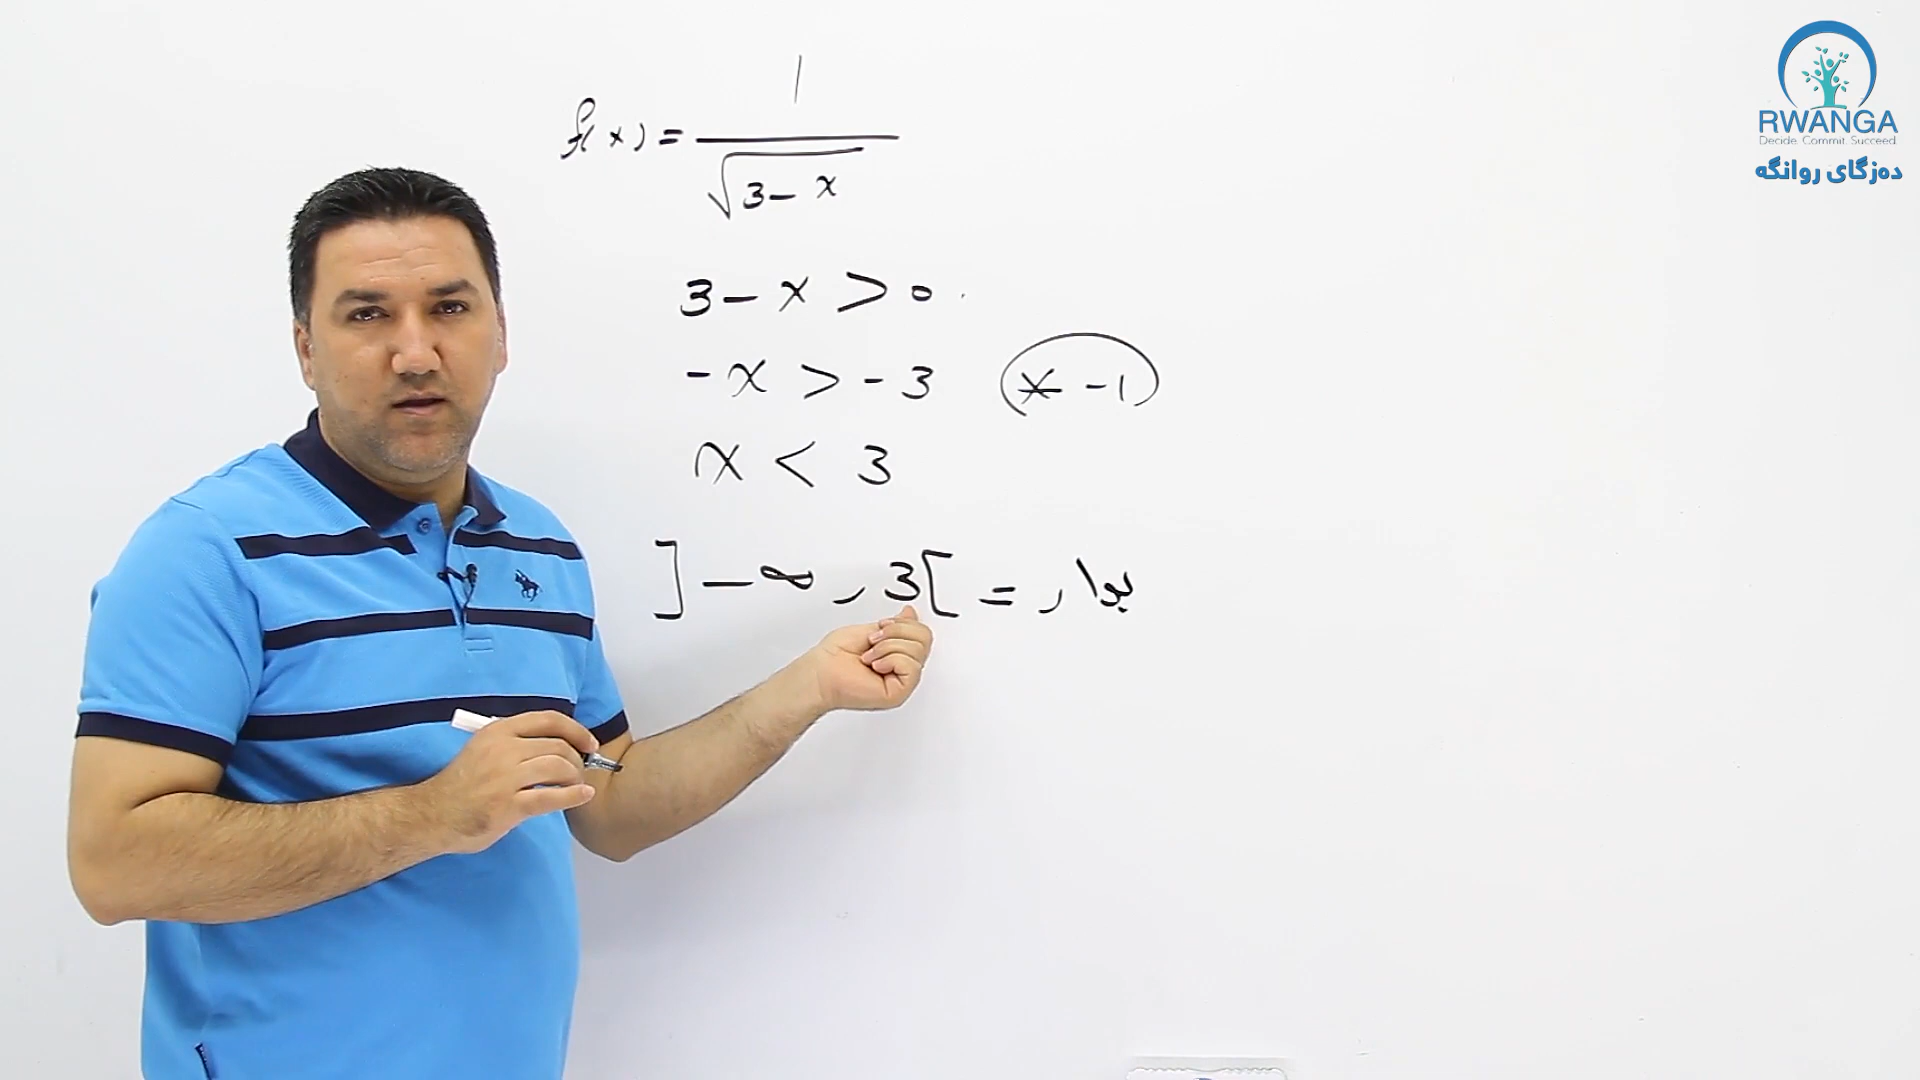 f(x) = 1 / √(3 - x)
3 - x > 0
- x > - 3 (× - 1)
x < 3
]-∞, 3[ = بوار
RWANGA
Decide. Commit. Succeed.
دەزگای روانگە